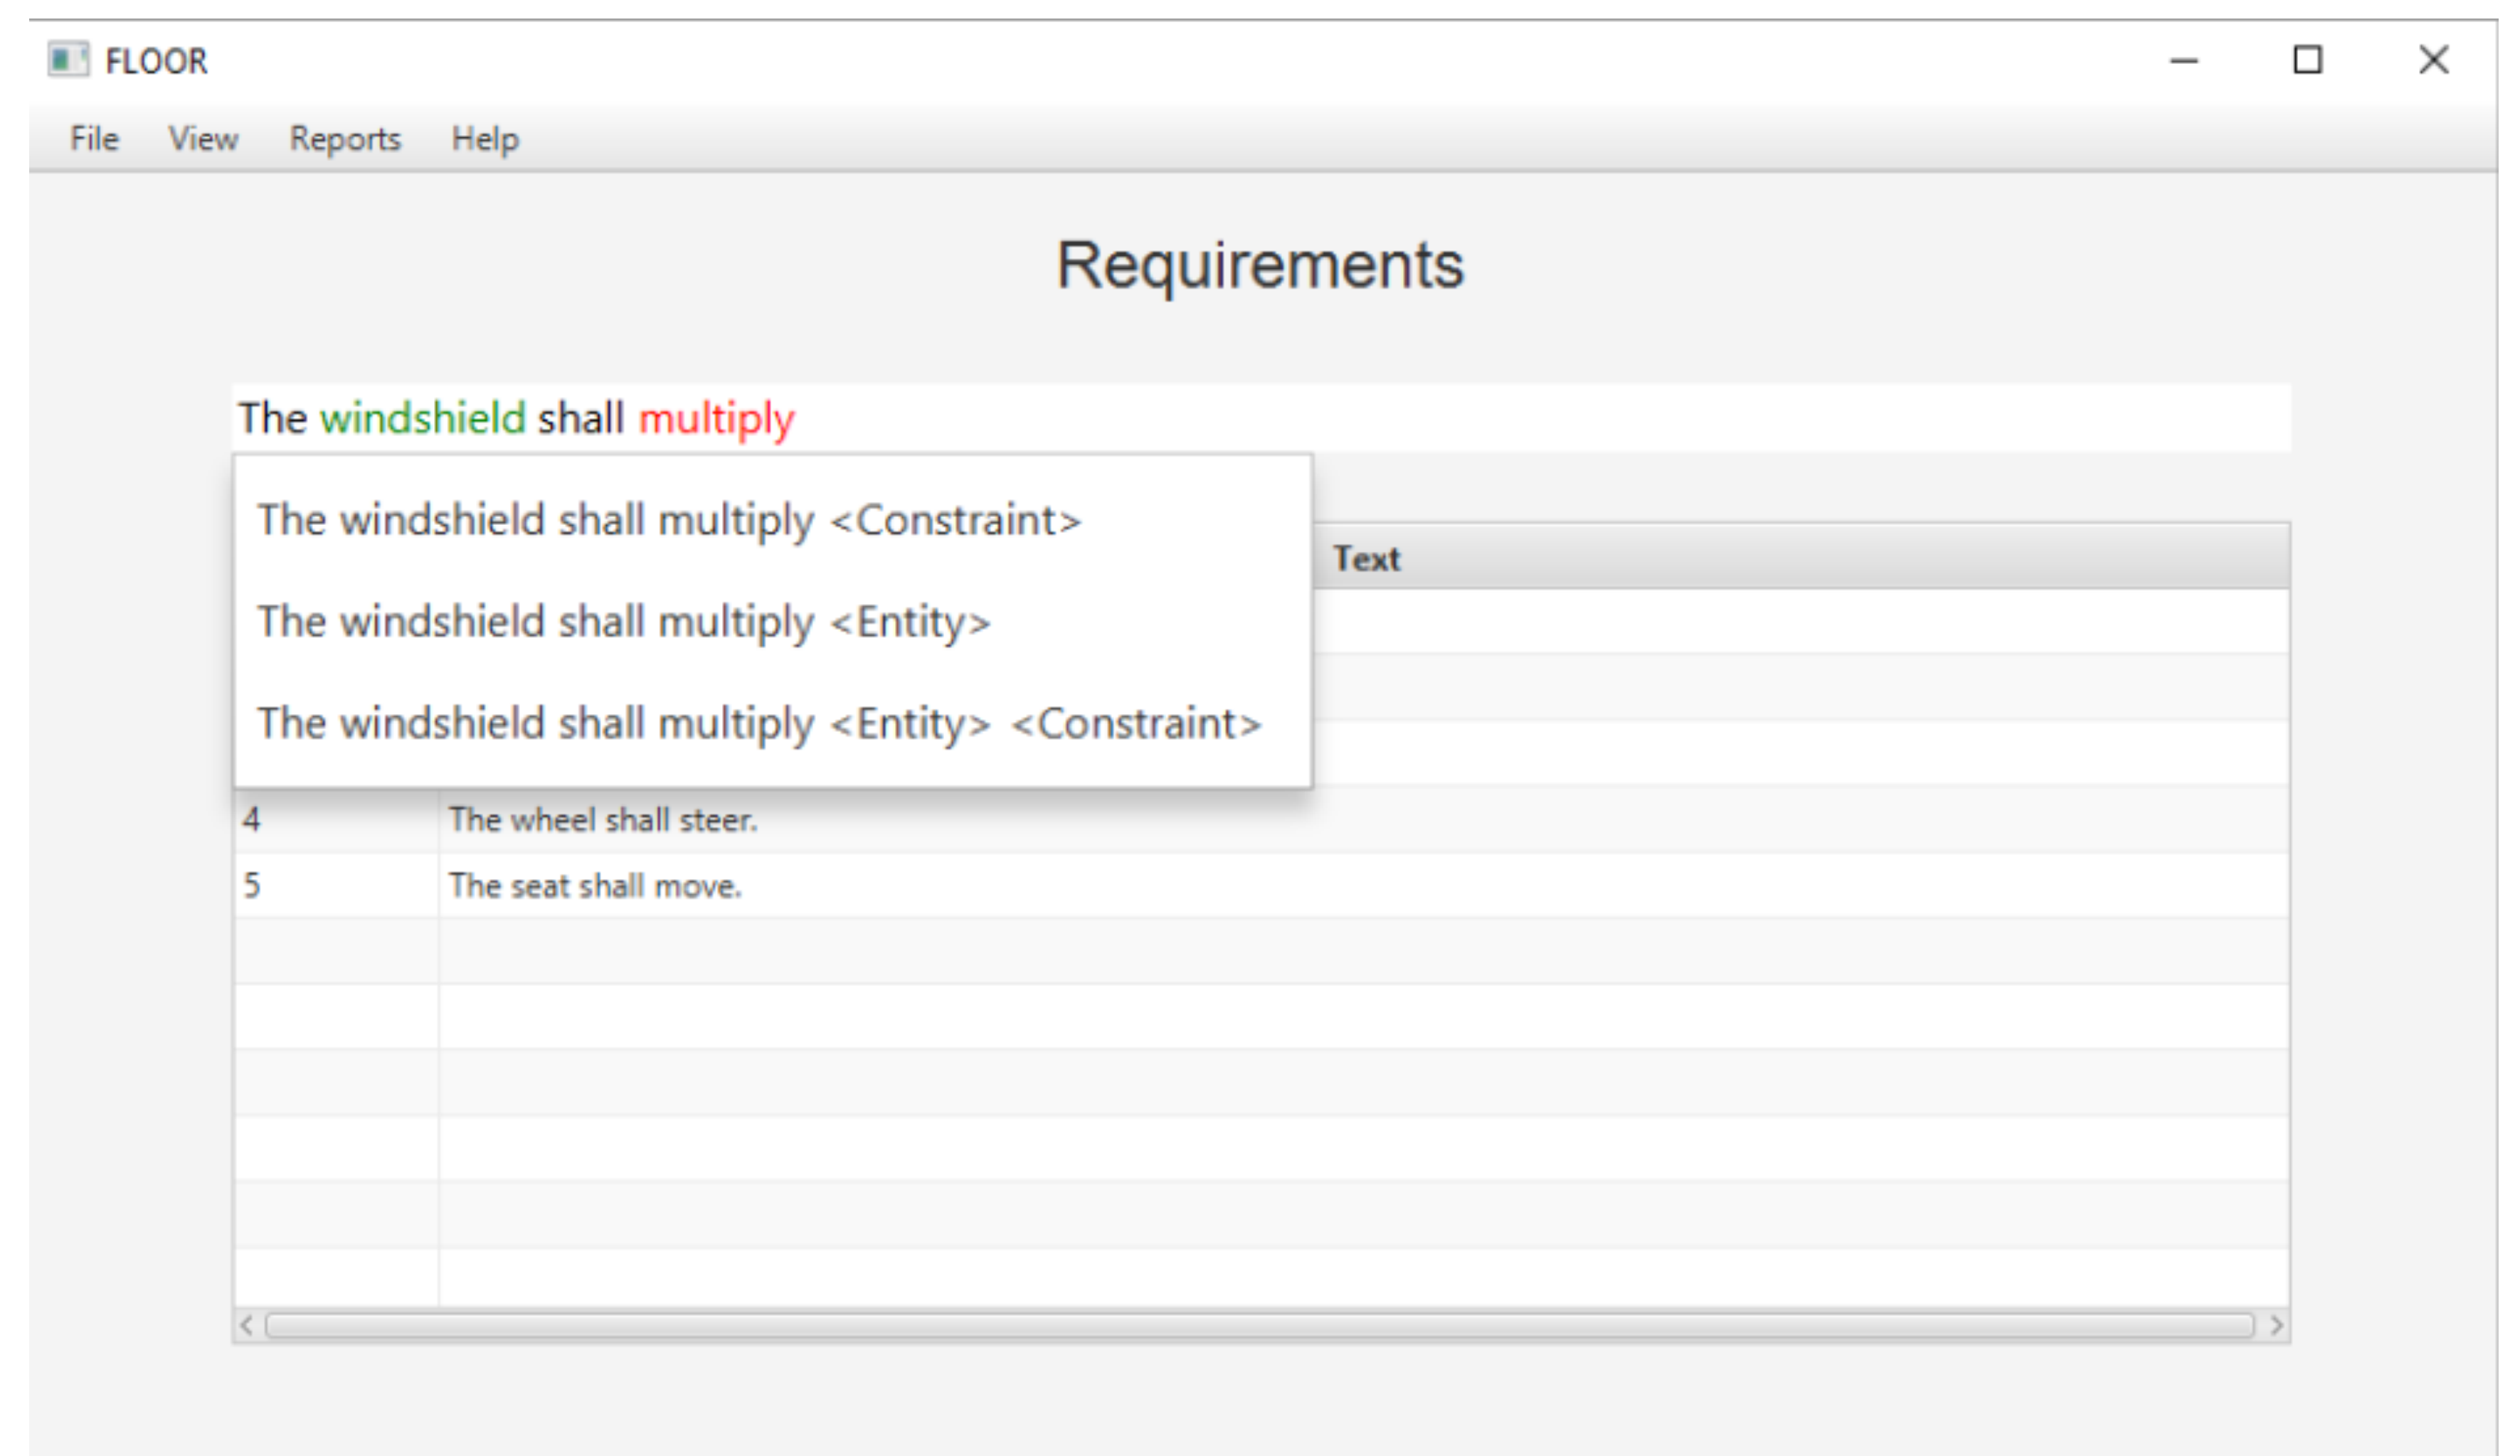 FLOOR
File View Reports Help
Requirements
The windshield shall multiply
The windshield shall multiply <Constraint>
Text
The windshield shall multiply <Entity>
The windshield shall multiply <Entity> <Constraint>
4 The wheel shall steer.
5 The seat shall move.